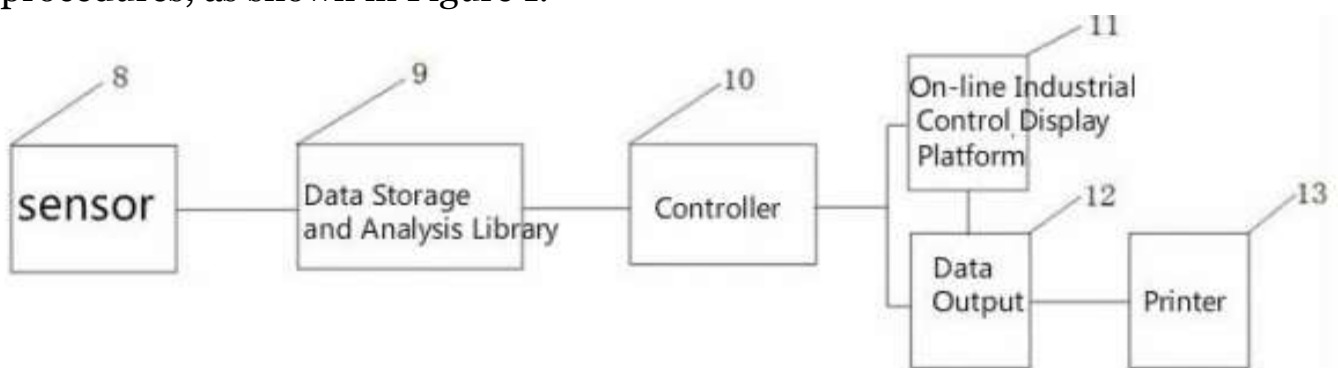 procedures, as shown in Figure 1.
8
sensor
9
Data Storage
and Analysis Library
10
Controller
11
On-line Industrial
Control Display
Platform
12
Data
Output
13
Printer